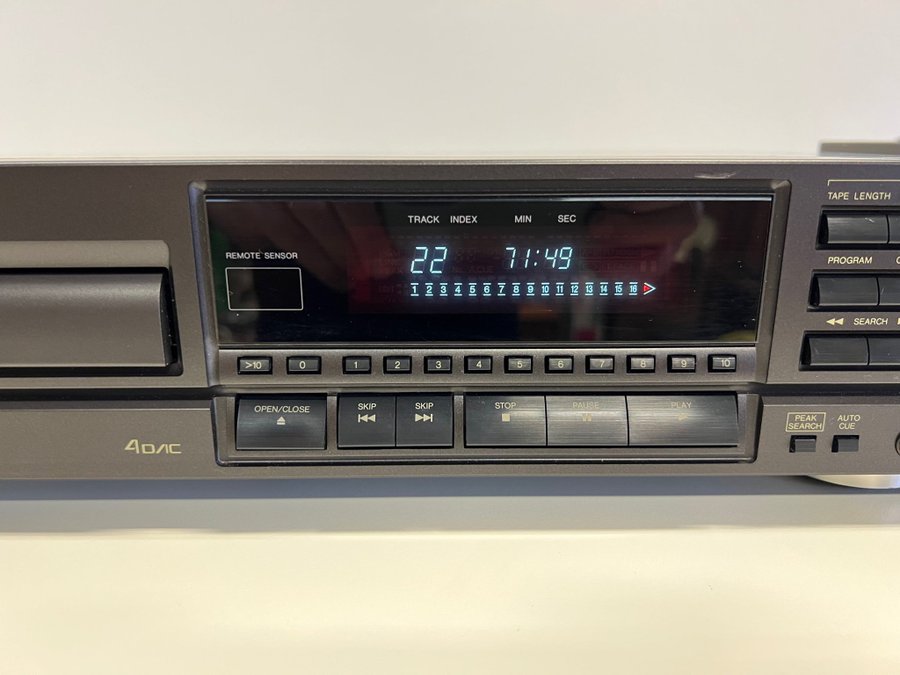 TAPE LENGTH
TRACK INDEX MIN SEC
REMOTE SENSOR
22 71:49
PROGRAM
1 2 3 4 5 6 7 8 9 10 11 12 13 14 15 16
SEARCH
>10 0 1 2 3 4 5 6 7 8 9 10
OPEN/CLOSE SKIP SKIP STOP PAUSE PLAY
PEAK SEARCH
AUTO CUE
4DAC